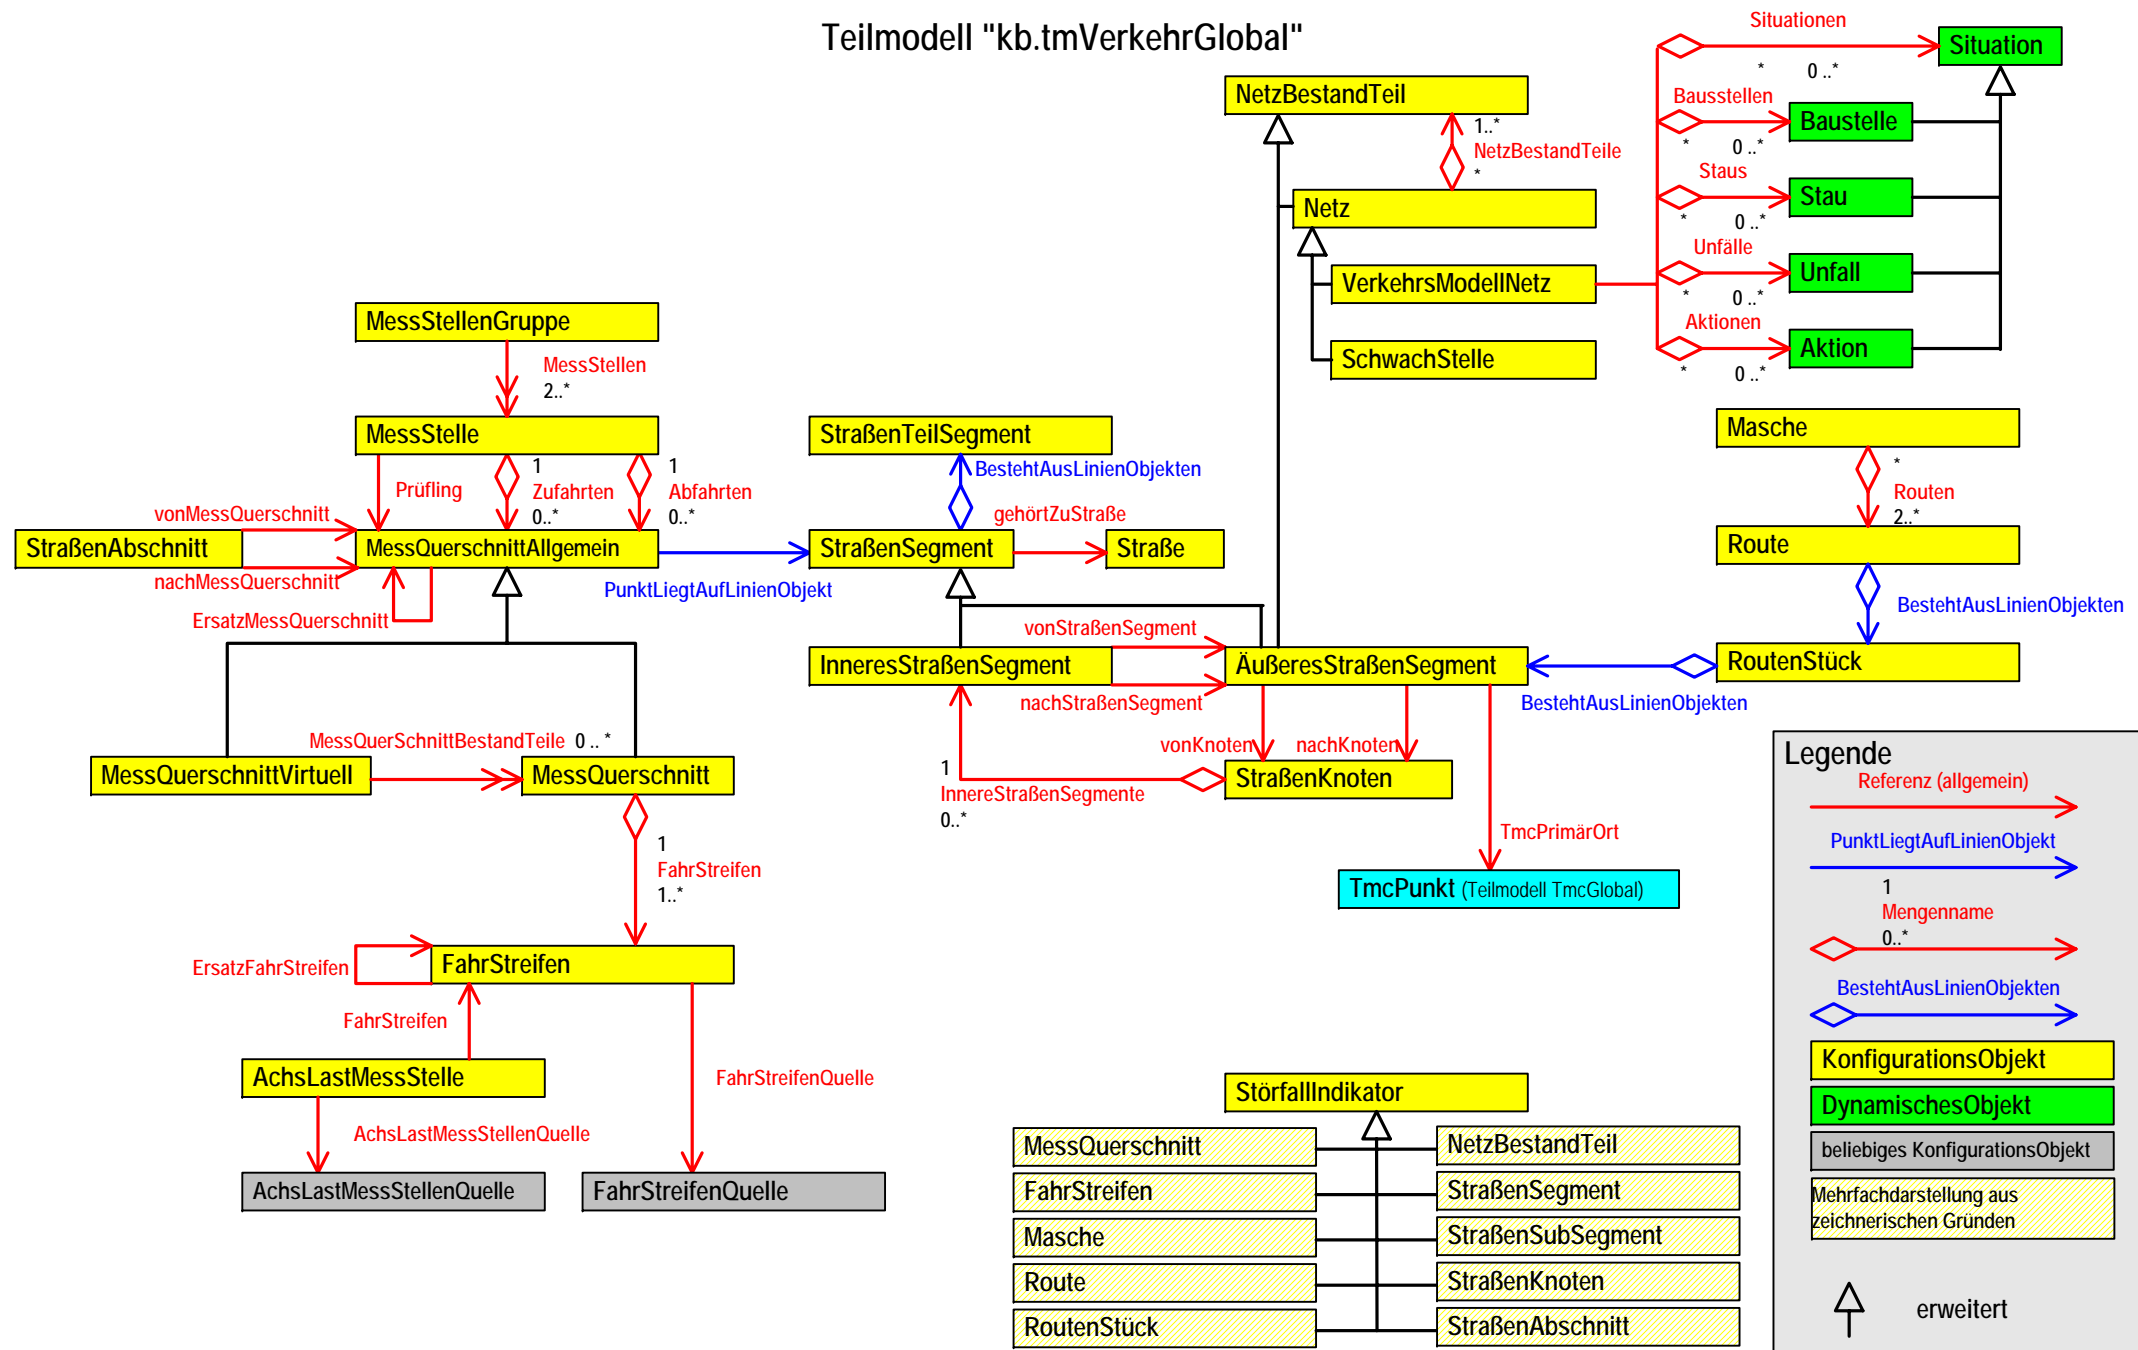 Teilmodell "kb.tmVerkehrGlobal"
Situationen
Situation
* 0 ..*
NetzBestandTeil
1..*
NetzBestandTeile
*
Bausstellen
Baustelle
* 0 ..*
Staus
Stau
* 0 ..*
Netz
Unfälle
Unfall
* 0 ..*
VerkehrsModellNetz
Aktionen
Aktion
* 0 ..*
SchwachStelle
MessStellenGruppe
MessStellen
2..*
MessStelle
Prüfling
1
Zufahrten
0..*
1
Abfahrten
0..*
StraßenTeilSegment
BestehtAusLinienObjekten
Masche
*
Routen
2..*
vonMessQuerschnitt
StraßenAbschnitt
nachMessQuerschnitt
MessQuerschnittAllgemein
ErsatzMessQuerschnitt
PunktLiegtAufLinienObjekt
StraßenSegment
gehörtZuStraße
Straße
Route
BestehtAusLinienObjekten
vonStraßenSegment
InneresStraßenSegment
nachStraßenSegment
ÄußeresStraßenSegment
RoutenStück
BestehtAusLinienObjekten
MessQuerSchnittBestandTeile 0 .. *
MessQuerschnittVirtuell
MessQuerschnitt
vonKnoten
nachKnoten
1
InnereStraßenSegmente
0..*
StraßenKnoten
1
FahrStreifen
1..*
TmcPrimärOrt
TmcPunkt (Teilmodell TmcGlobal)
ErsatzFahrStreifen
FahrStreifen
FahrStreifen
AchsLastMessStelle
FahrStreifenQuelle
AchsLastMessStellenQuelle
AchsLastMessStellenQuelle
FahrStreifenQuelle
StörfallIndikator
MessQuerschnitt
NetzBestandTeil
FahrStreifen
StraßenSegment
Masche
StraßenSubSegment
Route
StraßenKnoten
RoutenStück
StraßenAbschnitt
Legende
Referenz (allgemein)
PunktLiegtAufLinienObjekt
1
Mengenname
0..*
BestehtAusLinienObjekten
KonfigurationsObjekt
DynamischesObjekt
beliebiges KonfigurationsObjekt
Mehrfachdarstellung aus
zeichnerischen Gründen
erweitert